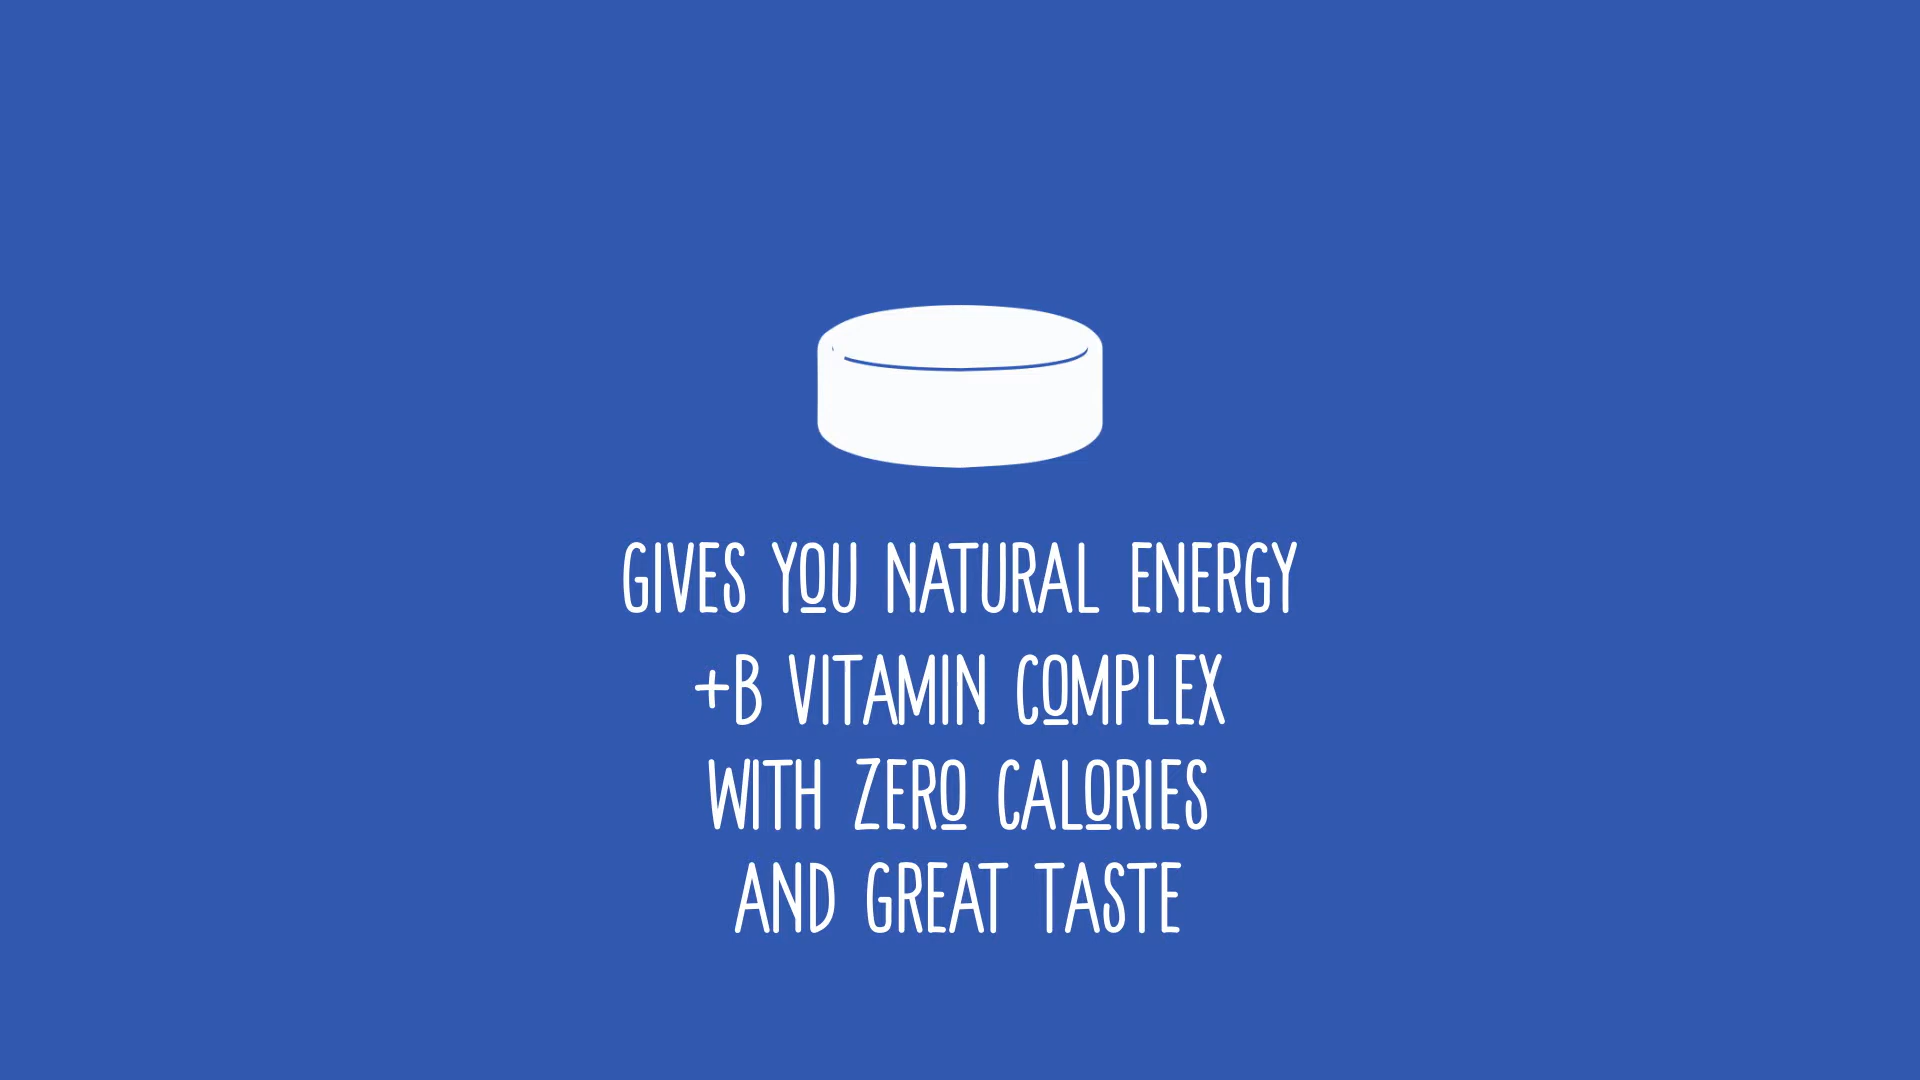 GIVES YOU NATURAL ENERGY
+B VITAMIN COMPLEX
WITH ZERO CALORIES
AND GREAT TASTE